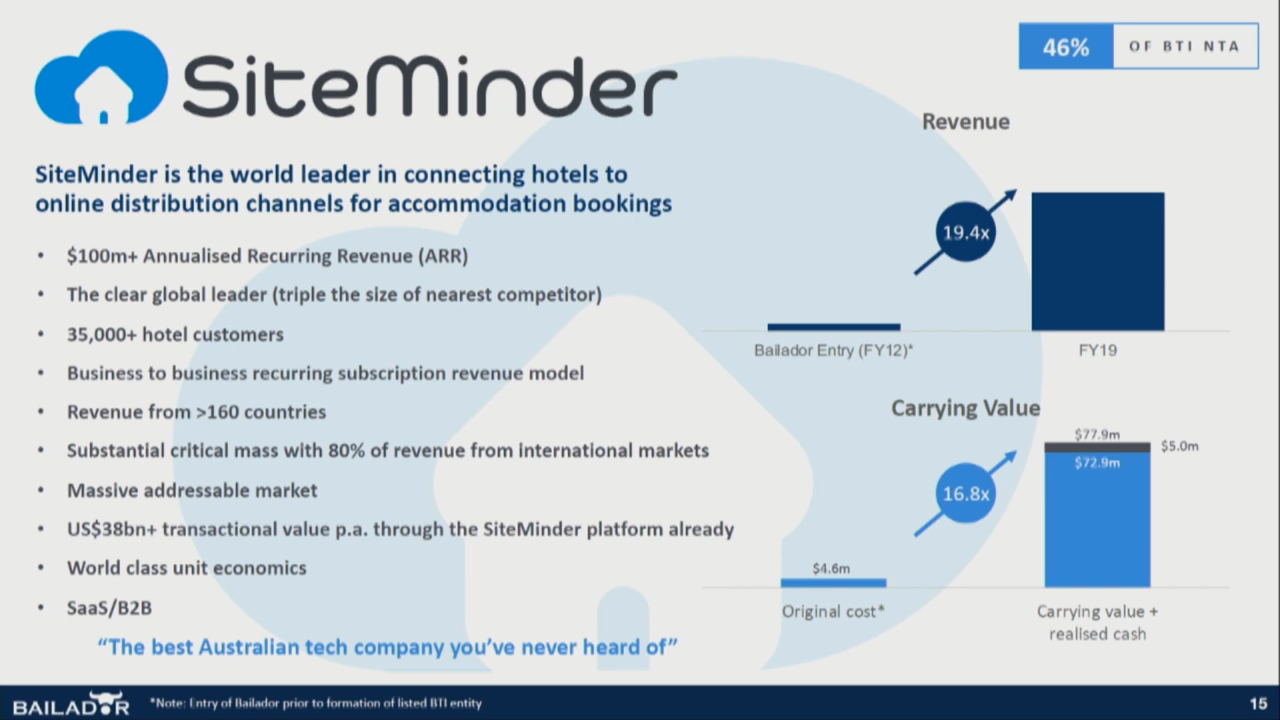 SiteMinder
46% OF BTI NTA
SiteMinder is the world leader in connecting hotels to
online distribution channels for accommodation bookings
• $100m+ Annualised Recurring Revenue (ARR)
• The clear global leader (triple the size of nearest competitor)
• 35,000+ hotel customers
• Business to business recurring subscription revenue model
• Revenue from >160 countries
• Substantial critical mass with 80% of revenue from international markets
• Massive addressable market
• US$38bn+ transactional value p.a. through the SiteMinder platform already
• World class unit economics
• SaaS/B2B
“The best Australian tech company you’ve never heard of”
Revenue
19.4x
Bailador Entry (FY12)*
FY19
Carrying Value
$77.9m
$5.0m
$72.9m
16.8x
$4.6m
Original cost*
Carrying value +
realised cash
BAILADOR
*Note: Entry of Bailador prior to formation of listed BTI entity
15